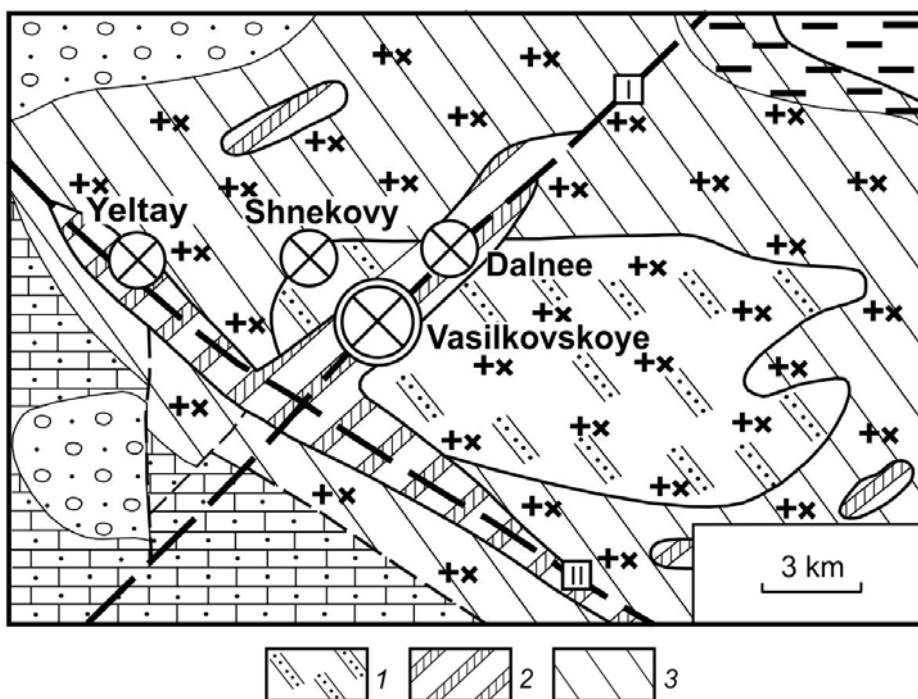 I
Yeltay
Shnekovy
Dalnee
Vasilkovskoye
II
3 km
1
2
3